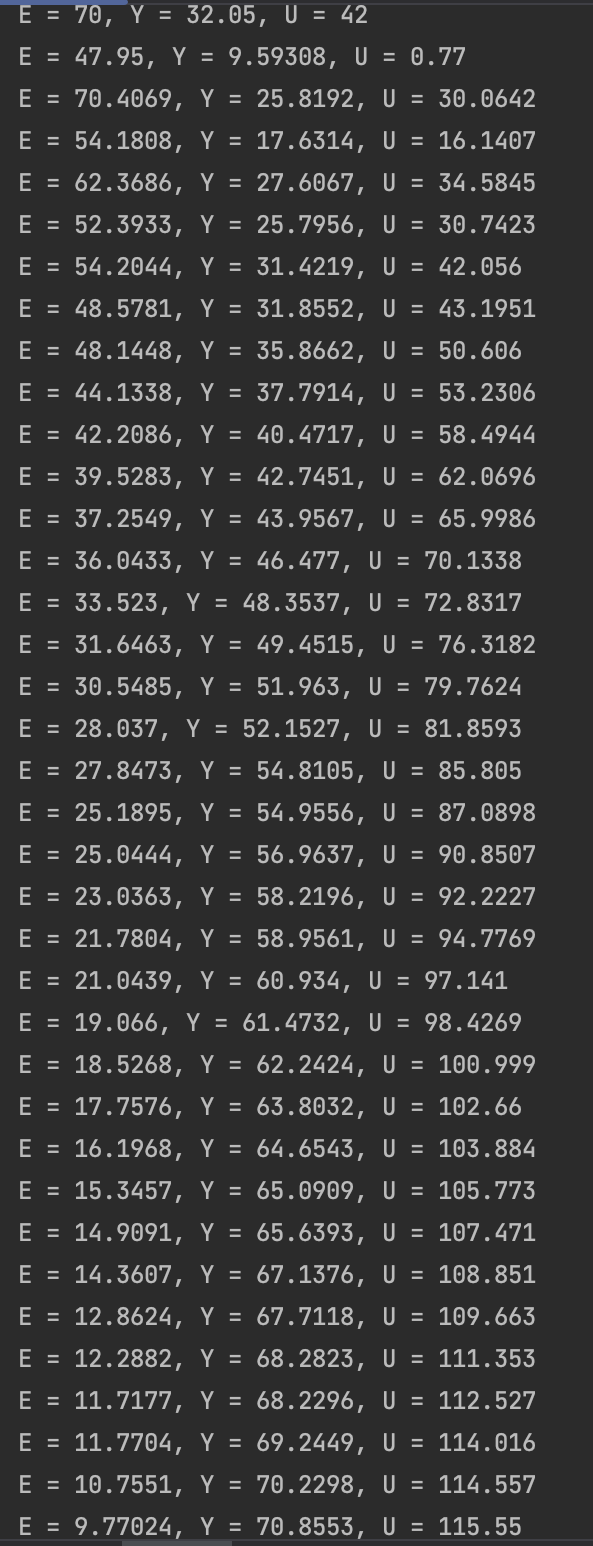 E = 70, Y = 32.05, U = 42
E = 47.95, Y = 9.59308, U = 0.77
E = 70.4069, Y = 25.8192, U = 30.0642
E = 54.1808, Y = 17.6314, U = 16.1407
E = 62.3686, Y = 27.6067, U = 34.5845
E = 52.3933, Y = 25.7956, U = 30.7423
E = 54.2044, Y = 31.4219, U = 42.056
E = 48.5781, Y = 31.8552, U = 43.1951
E = 48.1448, Y = 35.8662, U = 50.606
E = 44.1338, Y = 37.7914, U = 53.2306
E = 42.2086, Y = 40.4717, U = 58.4944
E = 39.5283, Y = 42.7451, U = 62.0696
E = 37.2549, Y = 43.9567, U = 65.9986
E = 36.0433, Y = 46.477, U = 70.1338
E = 33.523, Y = 48.3537, U = 72.8317
E = 31.6463, Y = 49.4515, U = 76.3182
E = 30.5485, Y = 51.963, U = 79.7624
E = 28.037, Y = 52.1527, U = 81.8593
E = 27.8473, Y = 54.8105, U = 85.805
E = 25.1895, Y = 54.9556, U = 87.0898
E = 25.0444, Y = 56.9637, U = 90.8507
E = 23.0363, Y = 58.2196, U = 92.2227
E = 21.7804, Y = 58.9561, U = 94.7769
E = 21.0439, Y = 60.934, U = 97.141
E = 19.066, Y = 61.4732, U = 98.4269
E = 18.5268, Y = 62.2424, U = 100.999
E = 17.7576, Y = 63.8032, U = 102.66
E = 16.1968, Y = 64.6543, U = 103.884
E = 15.3457, Y = 65.0909, U = 105.773
E = 14.9091, Y = 65.6393, U = 107.471
E = 14.3607, Y = 67.1376, U = 108.851
E = 12.8624, Y = 67.7118, U = 109.663
E = 12.2882, Y = 68.2823, U = 111.353
E = 11.7177, Y = 68.2296, U = 112.527
E = 11.7704, Y = 69.2449, U = 114.016
E = 10.7551, Y = 70.2298, U = 114.557
E = 9.77024, Y = 70.8553, U = 115.55